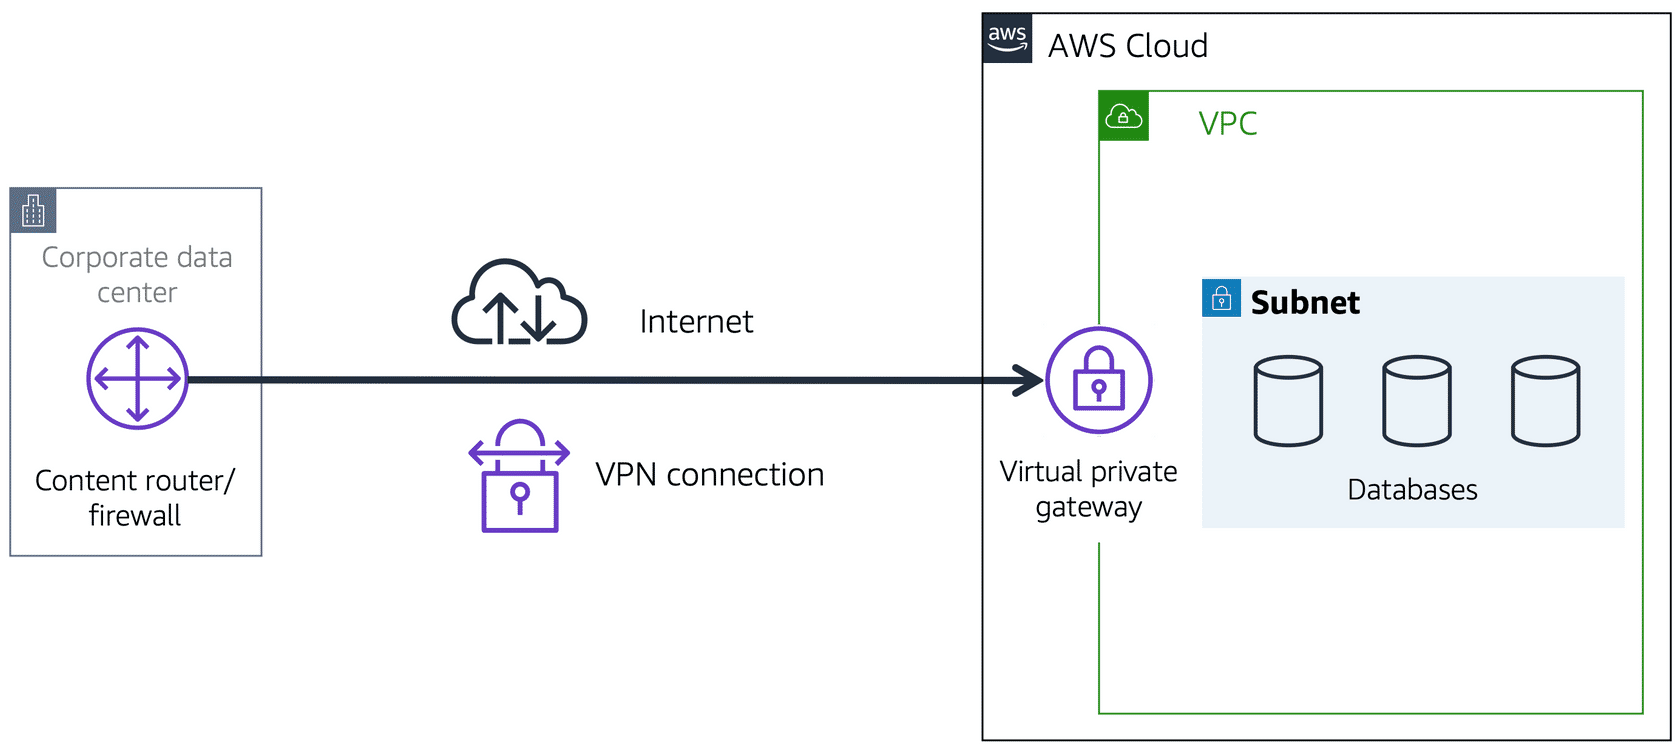 aws
AWS Cloud
VPC
Corporate data
center
Content router/
firewall
Internet
VPN connection
Virtual private
gateway
Subnet
Databases